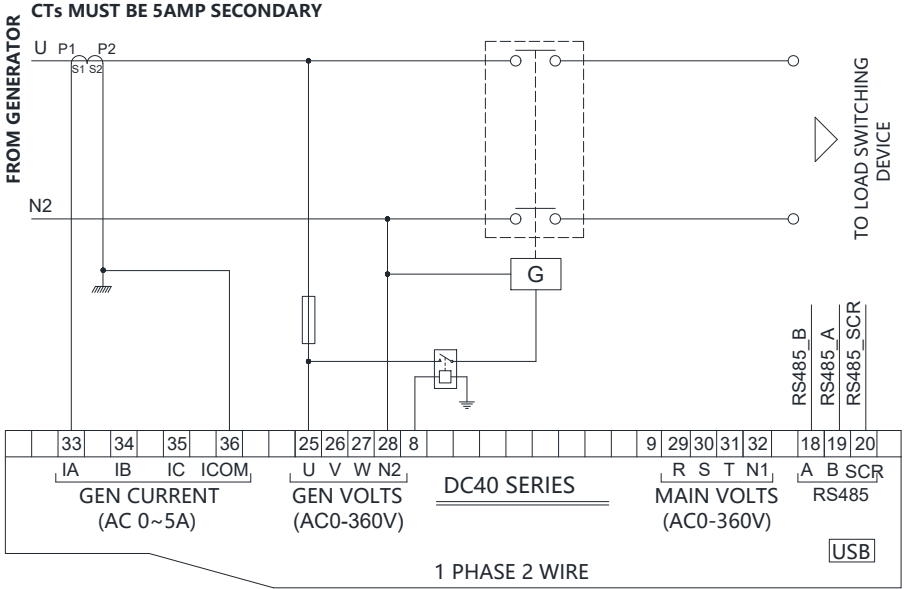 CTs MUST BE 5AMP SECONDARY
FROM GENERATOR
U P1 P2
S1 S2
N2
TO LOAD SWITCHING
DEVICE
G
RS485_B
RS485_A
RS485_SCR
33 34 35 36 25 26 27 28 8 9 29 30 31 32 18 19 20
IA IB IC ICOM U V W N2 R S T N1 A B SCR
GEN CURRENT
(AC 0~5A)
GEN VOLTS
(AC0-360V)
DC40 SERIES
MAIN VOLTS
(AC0-360V)
RS485
USB
1 PHASE 2 WIRE